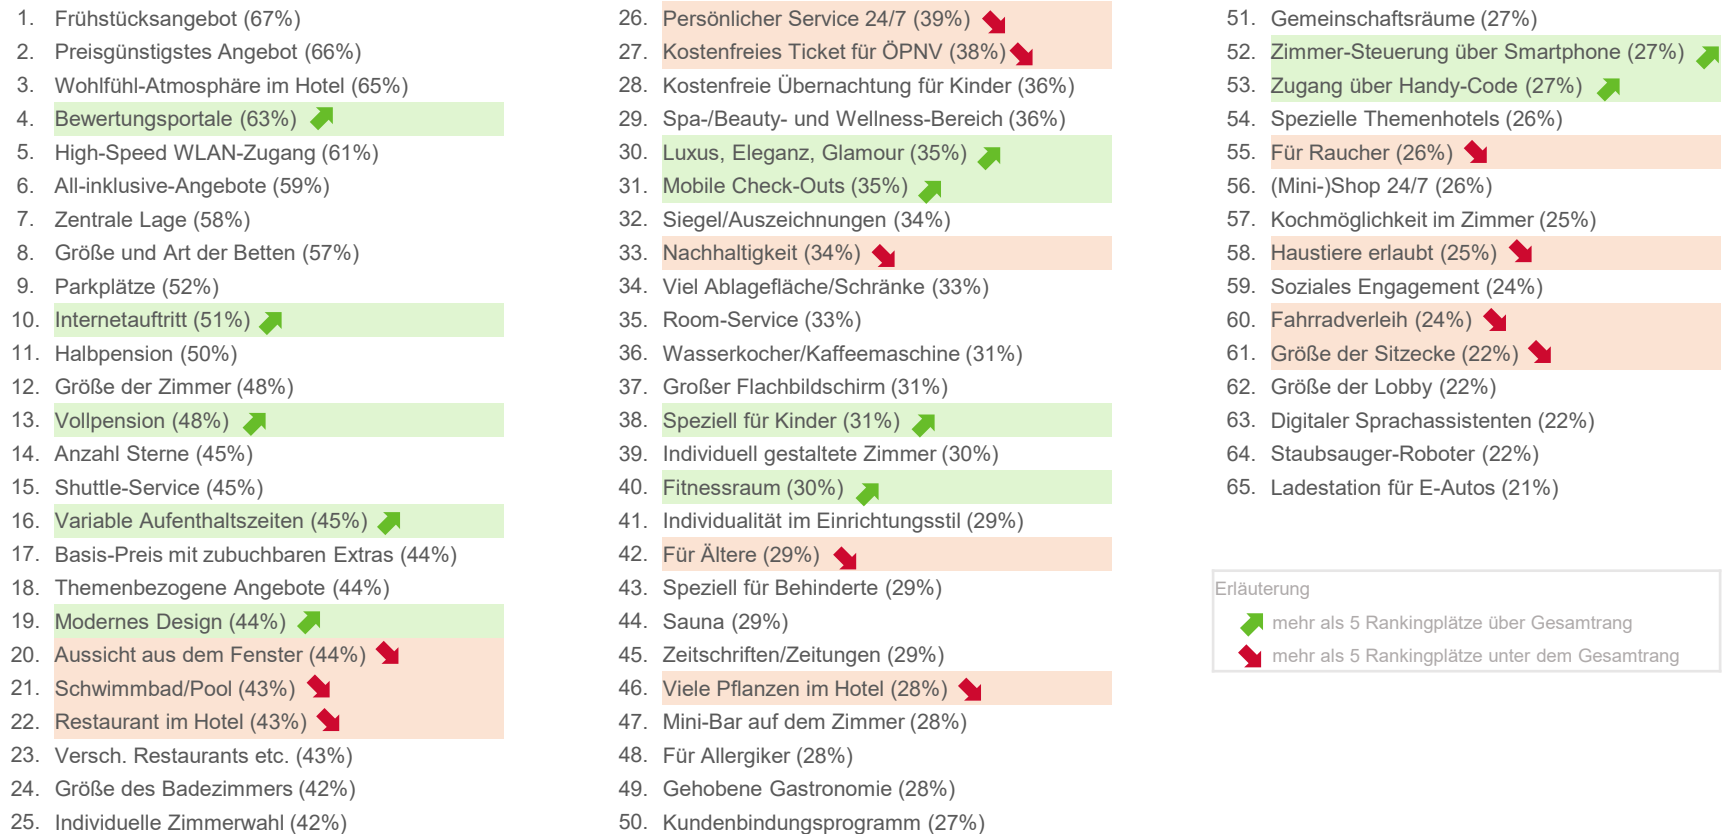 1. Frühstücksangebot (67%)
2. Preisgünstigstes Angebot (66%)
3. Wohlfühl-Atmosphäre im Hotel (65%)
4. Bewertungsportale (63%)
5. High-Speed WLAN-Zugang (61%)
6. All-inklusive-Angebote (59%)
7. Zentrale Lage (58%)
8. Größe und Art der Betten (57%)
9. Parkplätze (52%)
10. Internetauftritt (51%)
11. Halbpension (50%)
12. Größe der Zimmer (48%)
13. Vollpension (48%)
14. Anzahl Sterne (45%)
15. Shuttle-Service (45%)
16. Variable Aufenthaltszeiten (45%)
17. Basis-Preis mit zubuchbaren Extras (44%)
18. Themenbezogene Angebote (44%)
19. Modernes Design (44%)
20. Aussicht aus dem Fenster (44%)
21. Schwimmbad/Pool (43%)
22. Restaurant im Hotel (43%)
23. Versch. Restaurants etc. (43%)
24. Größe des Badezimmers (42%)
25. Individuelle Zimmerwahl (42%)
26. Persönlicher Service 24/7 (39%)
27. Kostenfreies Ticket für ÖPNV (38%)
28. Kostenfreie Übernachtung für Kinder (36%)
29. Spa-/Beauty- und Wellness-Bereich (36%)
30. Luxus, Eleganz, Glamour (35%)
31. Mobile Check-Outs (35%)
32. Siegel/Auszeichnungen (34%)
33. Nachhaltigkeit (34%)
34. Viel Ablagefläche/Schränke (33%)
35. Room-Service (33%)
36. Wasserkocher/Kaffeemaschine (31%)
37. Großer Flachbildschirm (31%)
38. Speziell für Kinder (31%)
39. Individuell gestaltete Zimmer (30%)
40. Fitnessraum (30%)
41. Individualität im Einrichtungsstil (29%)
42. Für Ältere (29%)
43. Speziell für Behinderte (29%)
44. Sauna (29%)
45. Zeitschriften/Zeitungen (29%)
46. Viele Pflanzen im Hotel (28%)
47. Mini-Bar auf dem Zimmer (28%)
48. Für Allergiker (28%)
49. Gehobene Gastronomie (28%)
50. Kundenbindungsprogramm (27%)
51. Gemeinschaftsräume (27%)
52. Zimmer-Steuerung über Smartphone (27%)
53. Zugang über Handy-Code (27%)
54. Spezielle Themenhotels (26%)
55. Für Raucher (26%)
56. (Mini-)Shop 24/7 (26%)
57. Kochmöglichkeit im Zimmer (25%)
58. Haustiere erlaubt (25%)
59. Soziales Engagement (24%)
60. Fahrradverleih (24%)
61. Größe der Sitzecke (22%)
62. Größe der Lobby (22%)
63. Digitaler Sprachassistenten (22%)
64. Staubsauger-Roboter (22%)
65. Ladestation für E-Autos (21%)
Erläuterung
mehr als 5 Rankingplätze über Gesamtrang
mehr als 5 Rankingplätze unter dem Gesamtrang